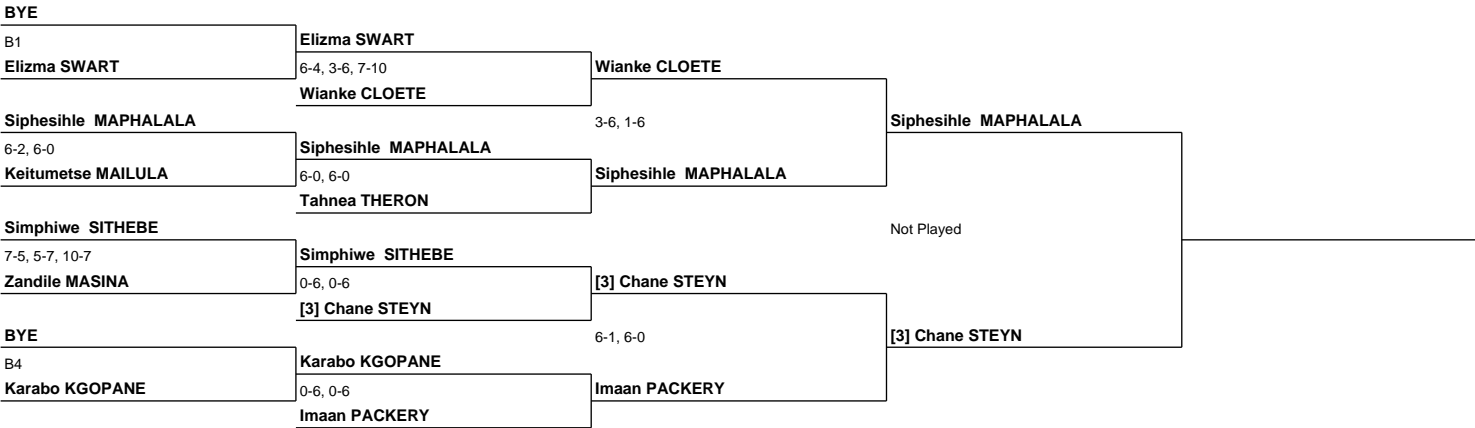 BYE
B1
Elizma SWART
Elizma SWART
6-4, 3-6, 7-10
Wianke CLOETE
Wianke CLOETE
3-6, 1-6
Siphesihle MAPHALALA
Siphesihle MAPHALALA
6-2, 6-0
Keitumetse MAILULA
Siphesihle MAPHALALA
6-0, 6-0
Tahnea THERON
Siphesihle MAPHALALA
Not Played
Simphiwe SITHEBE
7-5, 5-7, 10-7
Zandile MASINA
Simphiwe SITHEBE
0-6, 0-6
[3] Chane STEYN
[3] Chane STEYN
6-1, 6-0
[3] Chane STEYN
BYE
B4
Karabo KGOPANE
Karabo KGOPANE
0-6, 0-6
Imaan PACKERY
Imaan PACKERY